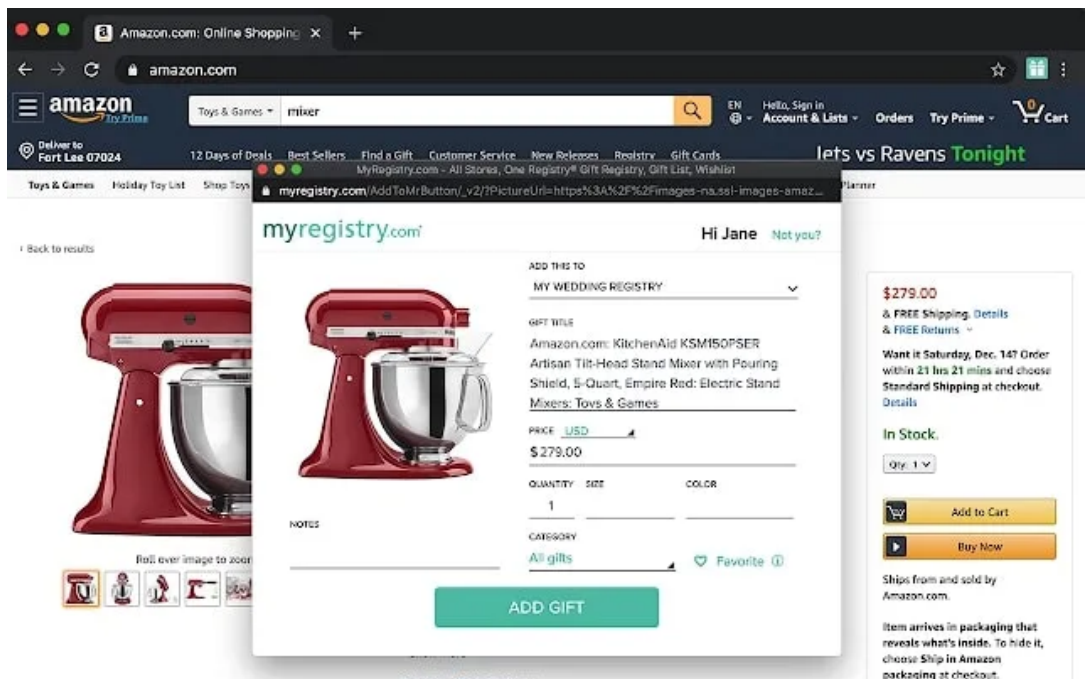 a Amazon.com: Online Shopping
amazon.com
amazon
Try Prime
Toys & Games
mixer
EN
Hello, Sign in
Account & Lists
Orders
Try Prime
0
Cart
Deliver to
Fort Lee 07024
12 Days of Deals Best Sellers Find a Gift Customer Service New Releases Registry Gift Cards
Jets vs Ravens Tonight
Toys & Games Holiday Toy List Shop Toys
Planner
‹ Back to results
MyRegistry.com - All Stores, One Registry® Gift Registry, Gift List, Wishlist
myregistry.com/AddToMrButton/_v2/?PictureUrl=https%3A%2F%2Fimages-na.ssl-images-amaz...
myregistry.com
Hi Jane Not you?
ADD THIS TO
MY WEDDING REGISTRY
GIFT TITLE
Amazon.com: KitchenAid KSM150PSER
Artisan Tilt-Head Stand Mixer with Pouring
Shield, 5-Quart, Empire Red: Electric Stand
Mixers: Toys & Games
PRICE USD
$279.00
QUANTITY SIZE COLOR
1
NOTES
CATEGORY
All gifts
Favorite
ADD GIFT
Roll over image to zoom
$279.00
& FREE Shipping. Details
& FREE Returns
Want it Saturday, Dec. 14? Order
within 21 hrs 21 mins and choose
Standard Shipping at checkout.
Details
In Stock.
Qty: 1
Add to Cart
Buy Now
Ships from and sold by
Amazon.com.
Item arrives in packaging that
reveals what's inside. To hide it,
choose Ship in Amazon
packaging at checkout.